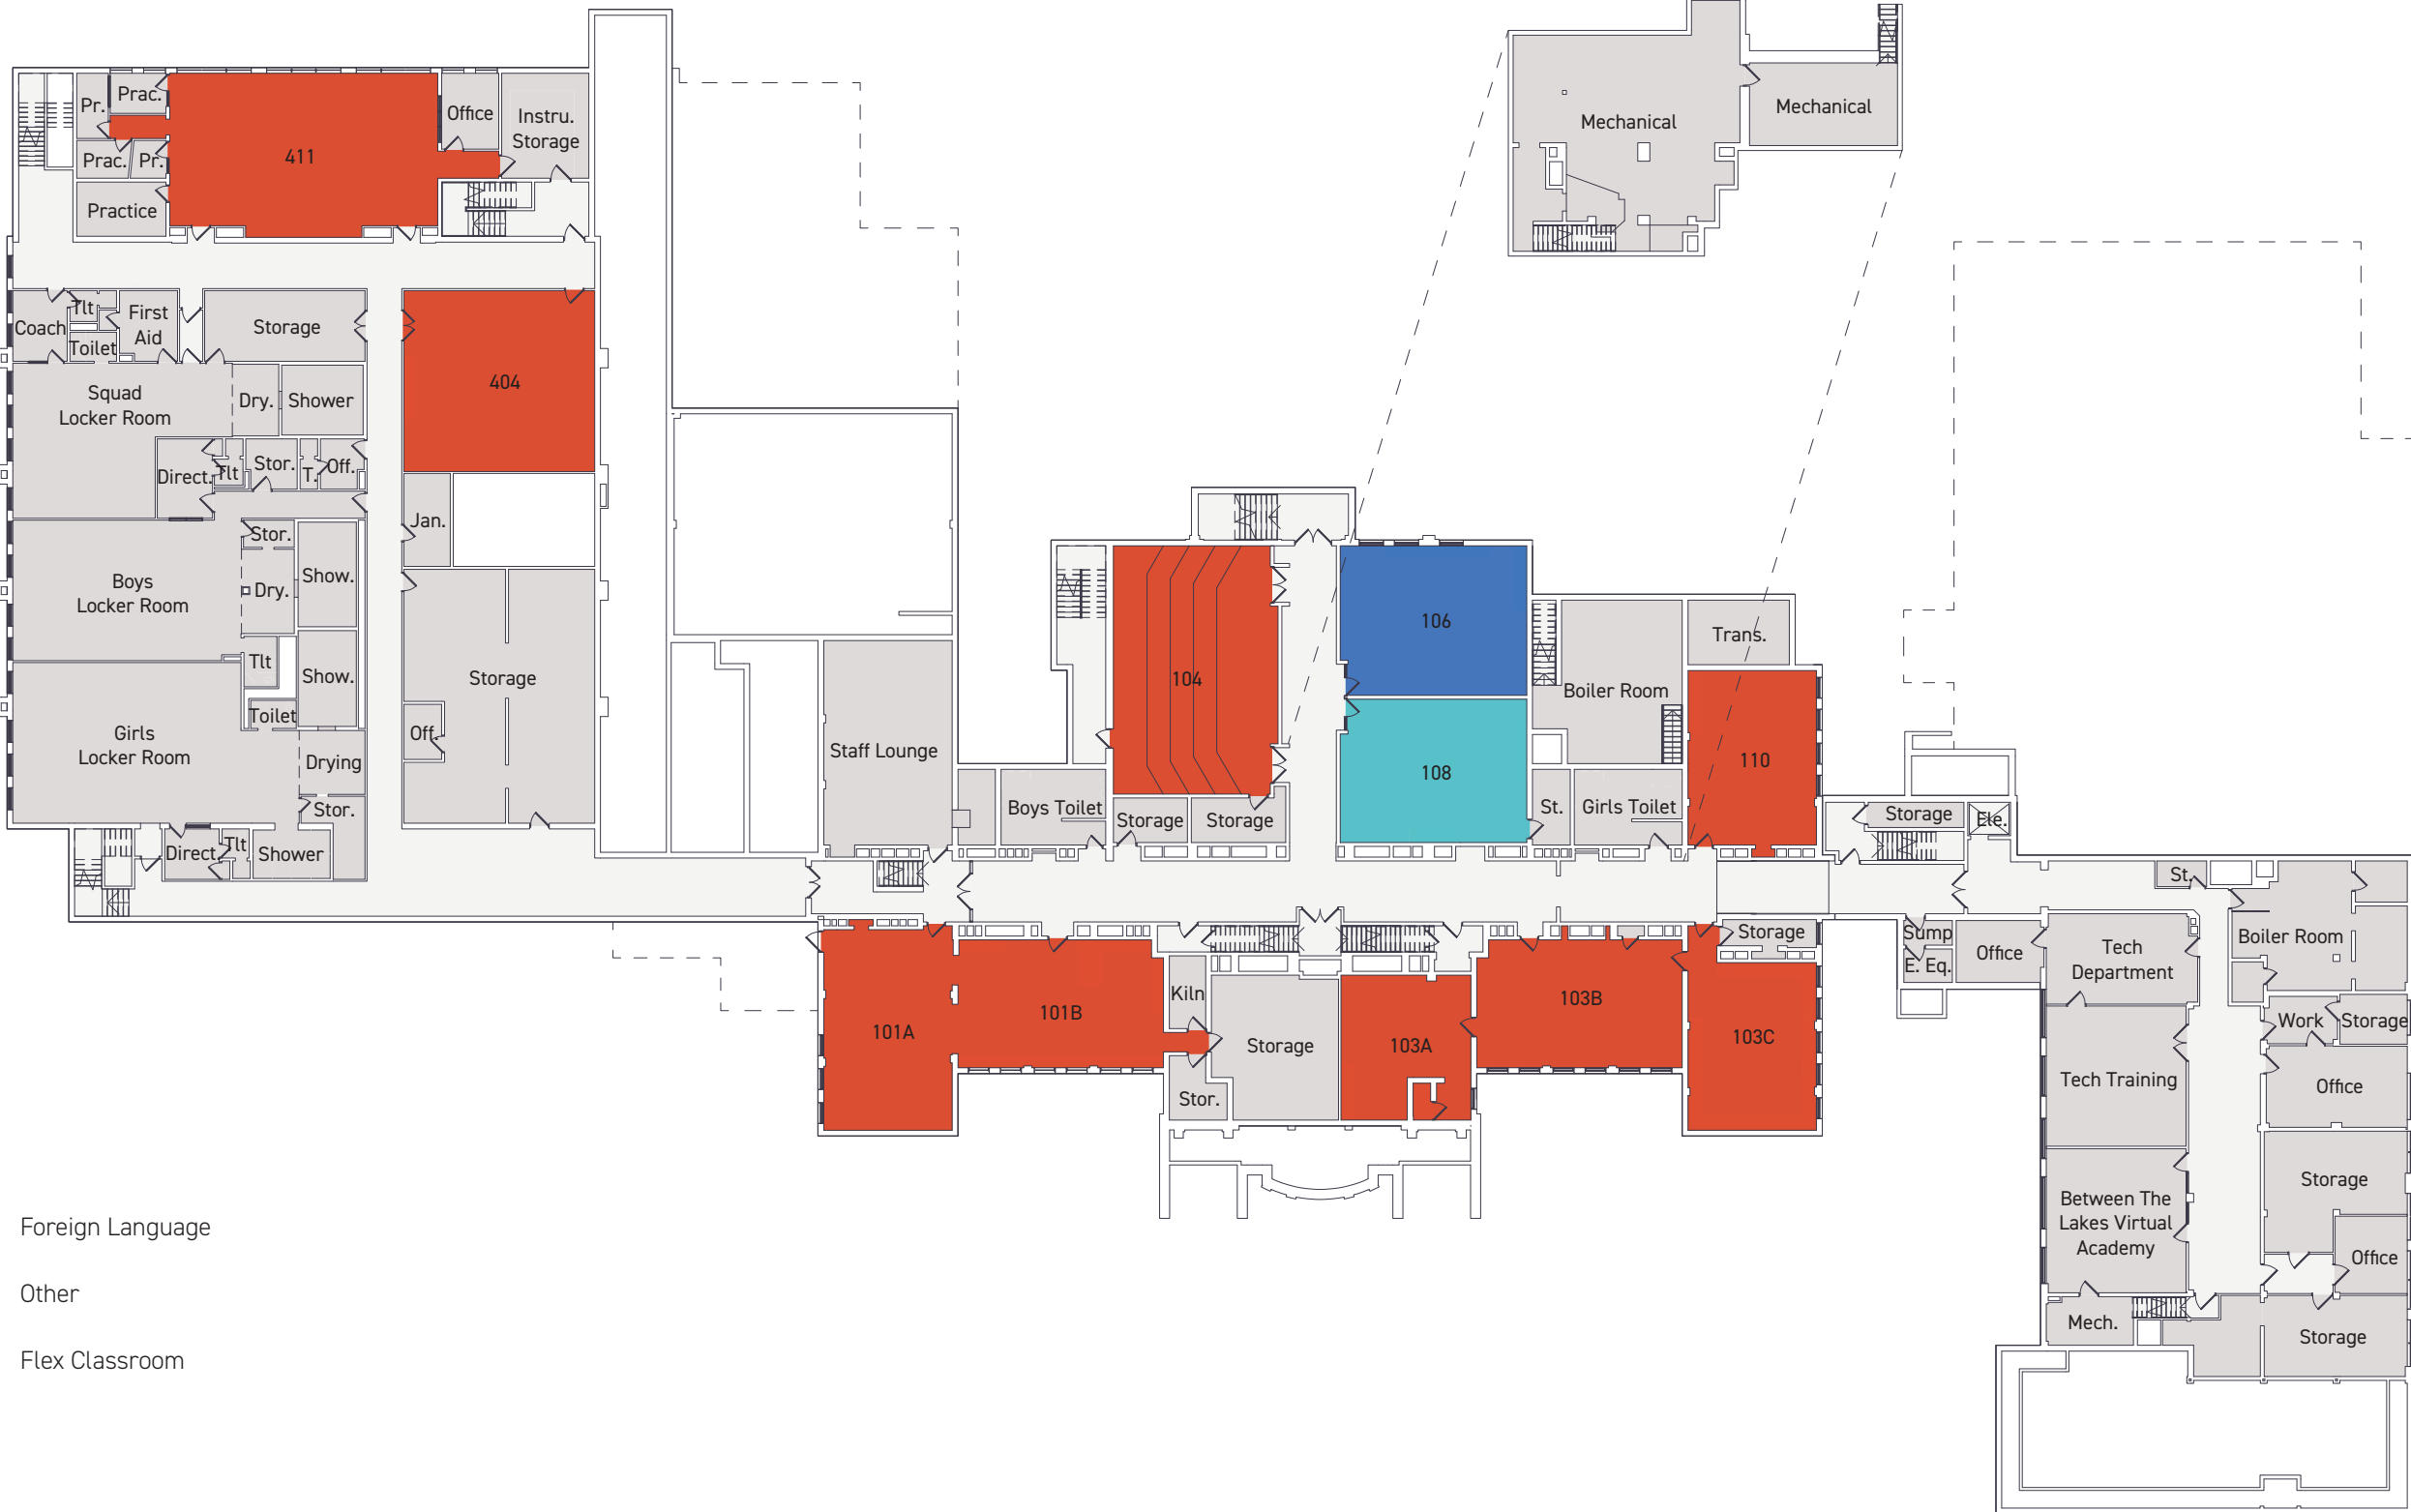 Mechanical
Mechanical
Pr.
Prac.
Office
Instru.
Storage
411
Prac.
Pr.
Practice
Coach
Tlt
Toilet
First
Aid
Storage
404
Squad
Locker Room
Dry.
Shower
Direct.
Tlt
Stor.
T.
Off.
Jan.
Stor.
Boys
Locker Room
Dry.
Show.
Tlt
Show.
Storage
Toilet
Girls
Locker Room
Off.
Drying
Stor.
Direct.
Tlt
Shower
Staff Lounge
Boys Toilet
104
Storage
Storage
106
108
Boiler Room
Trans.
St.
Girls Toilet
110
Storage
Ele.
St.
Boiler Room
101A
101B
Kiln
Stor.
Storage
103A
103B
103C
Storage
Sump
E. Eq.
Office
Tech
Department
Work
Storage
Tech Training
Office
Between The
Lakes Virtual
Academy
Storage
Office
Mech.
Storage
Foreign Language
Other
Flex Classroom